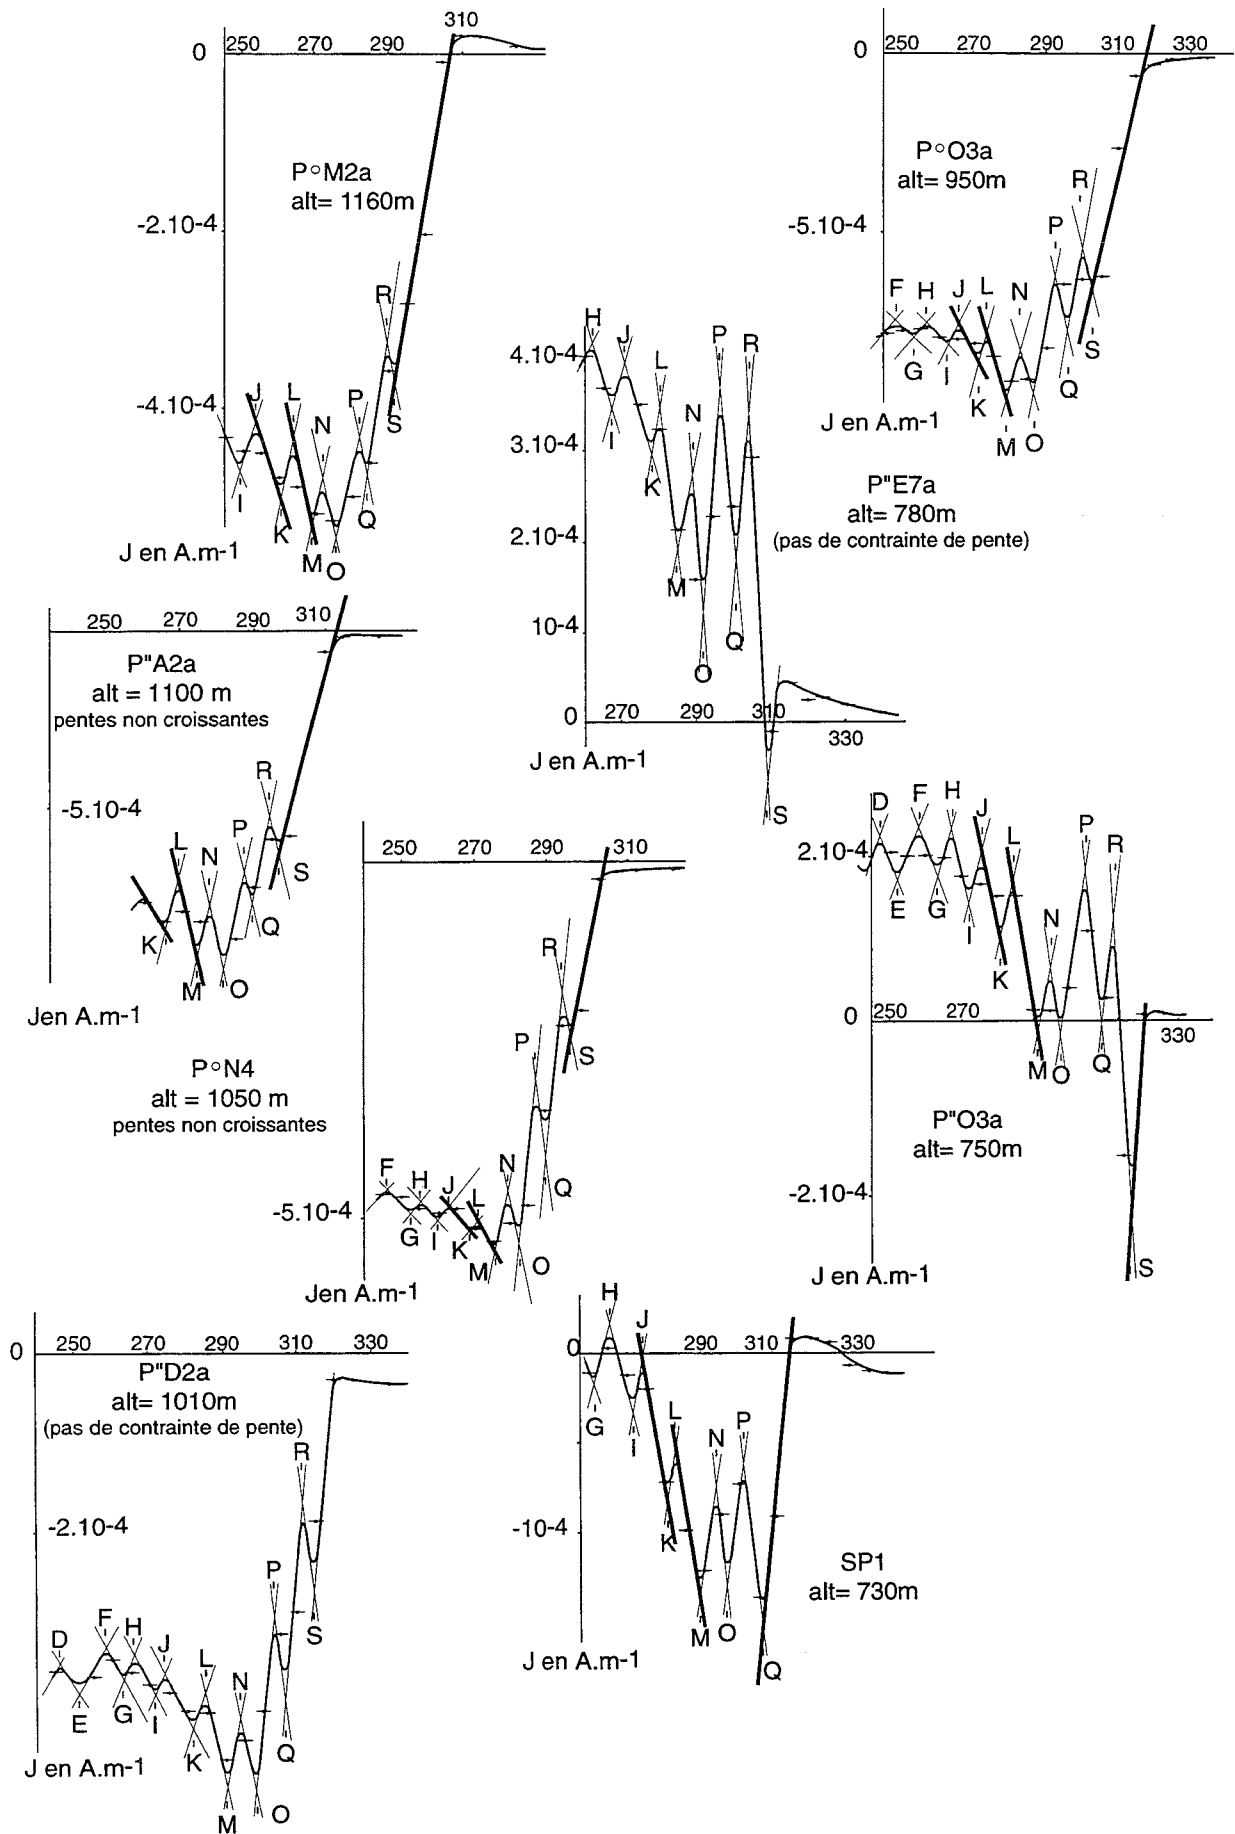 310
0 250 270 290
P°M2a
alt= 1160m
-2.10-4
R
-4.10-4
J L N P
S
I K M O Q
J en A.m-1
0 250 270 290 310 330
P°O3a
alt= 950m
R
-5.10-4
P
F H J L N
S
G I K M O Q
J en A.m-1
H J L N P R
4.10-4
3.10-4
2.10-4
10-4
I K M O Q
0 270 290 310
330
J en A.m-1
S
P"E7a
alt= 780m
(pas de contrainte de pente)
250 270 290 310
P"A2a
alt = 1100 m
pentes non croissantes
R
-5.10-4
L N P
S
K M O Q
Jen A.m-1
250 270 290 310
P°N4
alt = 1050 m
pentes non croissantes
R
P
S
F H J L N
Q
-5.10-4
G I K M O
Jen A.m-1
D F H J L P R
2.10-4
E G I K N
0 250 270
330
M O Q
P"O3a
alt= 750m
-2.10-4
S
J en A.m-1
0 250 270 290 310 330
P"D2a
alt= 1010m
(pas de contrainte de pente)
R
-2.10-4
P
S
D F H J L N
E G I K Q
J en A.m-1
M O
H J
0 290 310 330
G I
L N P
-10-4
K
SP1
alt= 730m
M O
Q
J en A.m-1